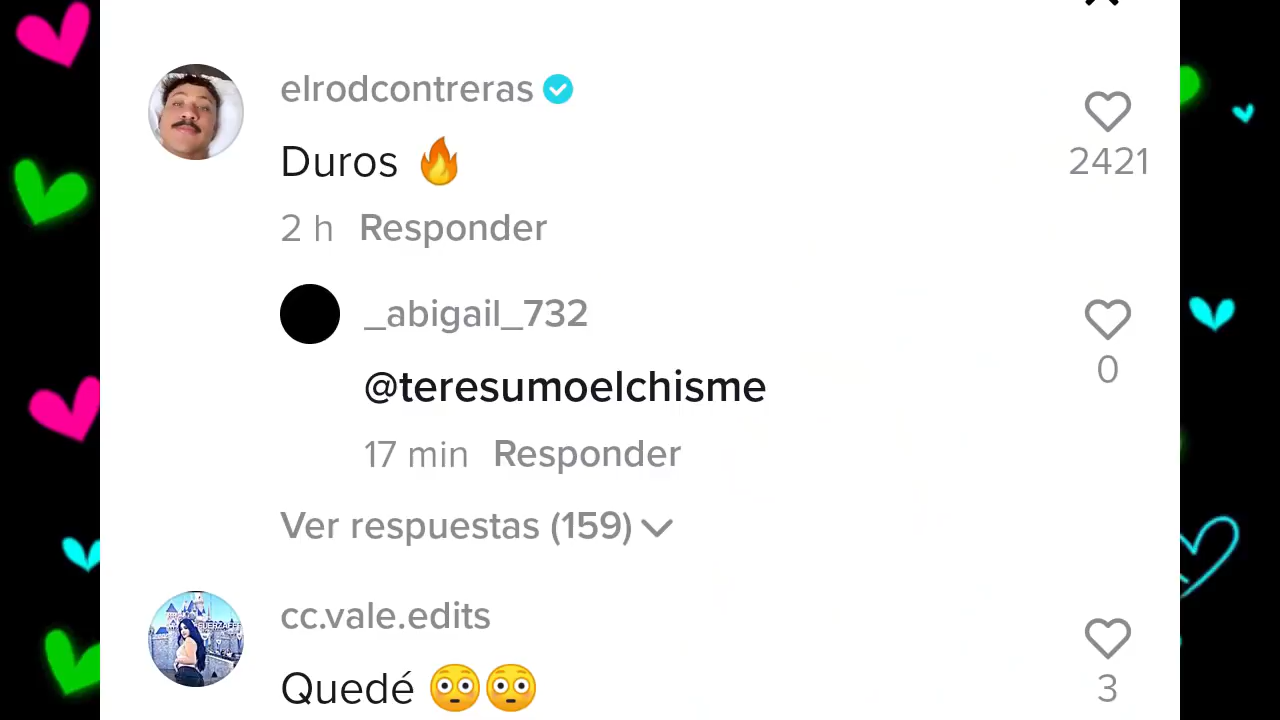 elrodcontreras
Duros 🔥
2421
2 h Responder
_abigail_732
@teresumoelchisme
0
17 min Responder
Ver respuestas (159)
cc.vale.edits
Quedé 😳😳
3